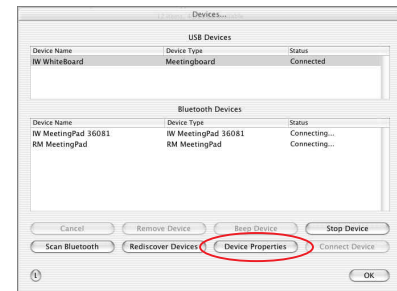 Devices...
USB Devices
Device Name Device Type Status
IW WhiteBoard Meetingboard Connected
Bluetooth Devices
Device Name Device Type Status
IW MeetingPad 36081 IW MeetingPad 36081 Connecting...
RM MeetingPad RM MeetingPad Connecting...
Cancel Remove Device Beep Device Stop Device
Scan Bluetooth Rediscover Devices Device Properties Connect Device
OK